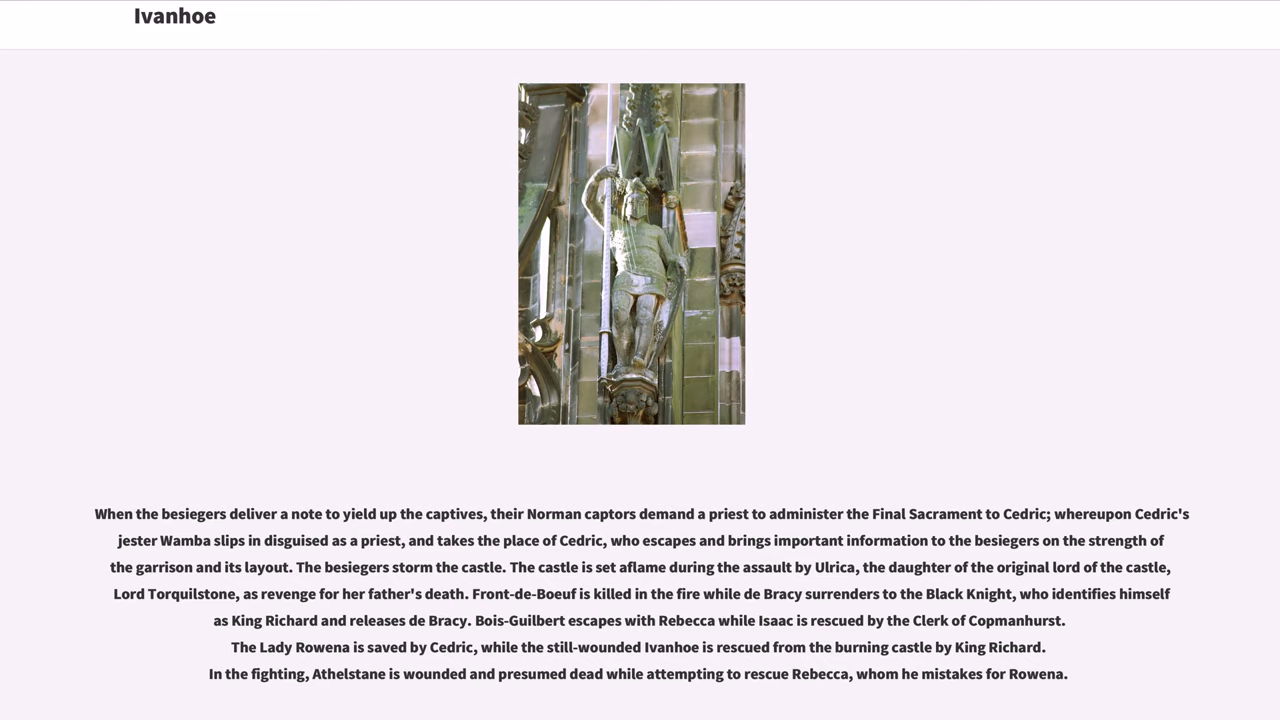 Ivanhoe
When the besiegers deliver a note to yield up the captives, their Norman captors demand a priest to administer the Final Sacrament to Cedric; whereupon Cedric's
jester Wamba slips in disguised as a priest, and takes the place of Cedric, who escapes and brings important information to the besiegers on the strength of
the garrison and its layout. The besiegers storm the castle. The castle is set aflame during the assault by Ulrica, the daughter of the original lord of the castle,
Lord Torquilstone, as revenge for her father's death. Front-de-Boeuf is killed in the fire while de Bracy surrenders to the Black Knight, who identifies himself
as King Richard and releases de Bracy. Bois-Guilbert escapes with Rebecca while Isaac is rescued by the Clerk of Copmanhurst.
The Lady Rowena is saved by Cedric, while the still-wounded Ivanhoe is rescued from the burning castle by King Richard.
In the fighting, Athelstane is wounded and presumed dead while attempting to rescue Rebecca, whom he mistakes for Rowena.